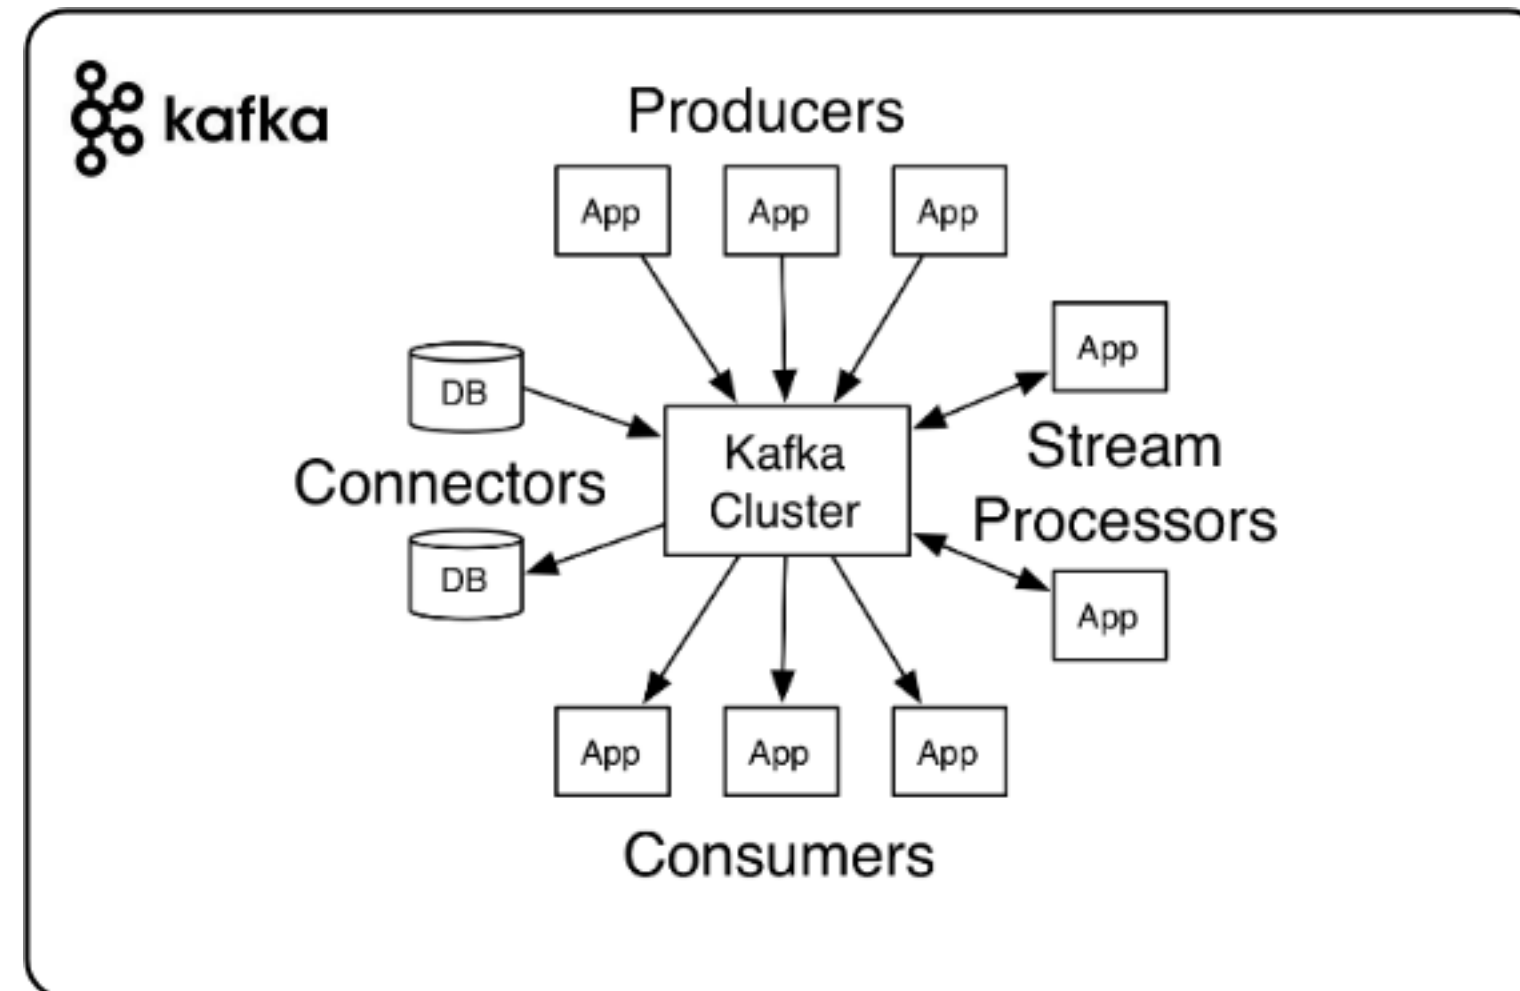 kafka
Producers
App
App
App
DB
App
Kafka
Cluster
Connectors
Stream
Processors
DB
App
App
App
App
Consumers